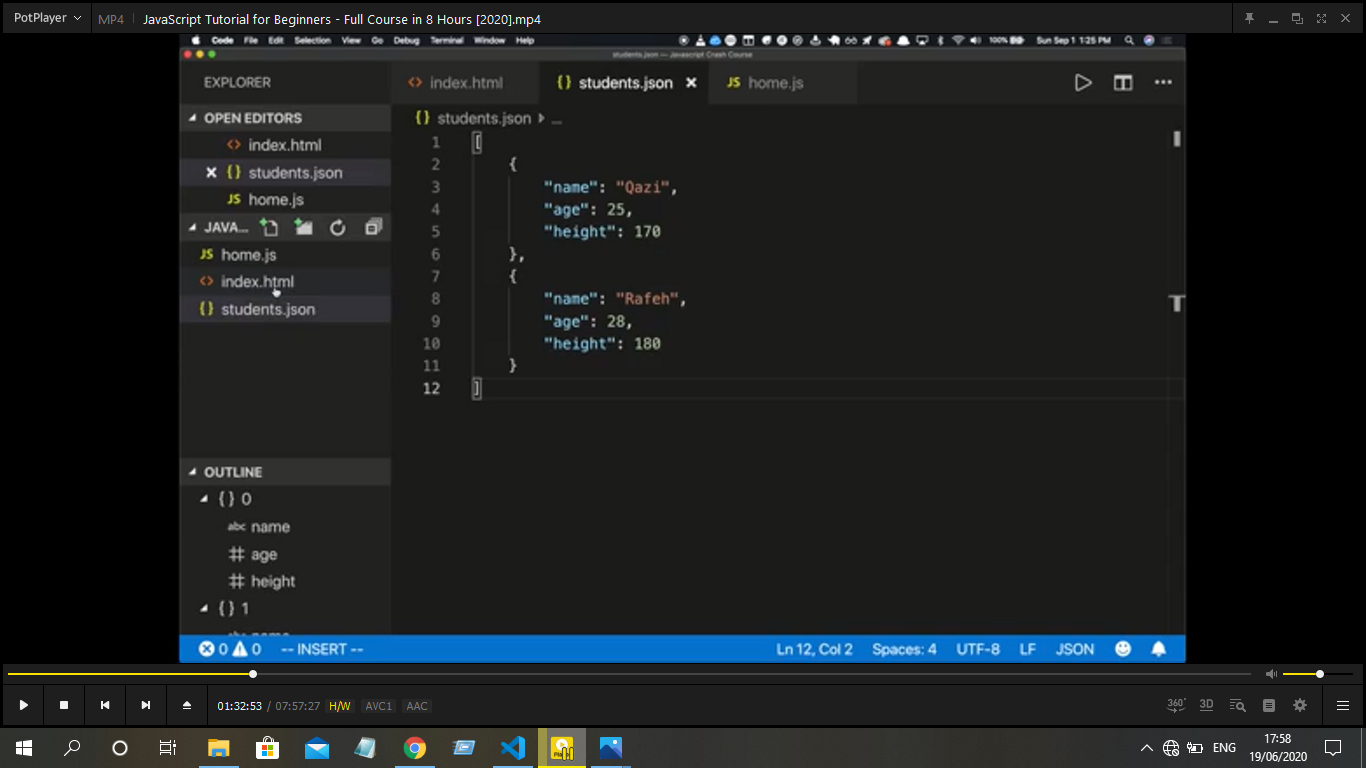 PotPlayer MP4 JavaScript Tutorial for Beginners - Full Course in 8 Hours [2020].mp4
Code File Edit Selection View Go Debug Terminal Window Help 100% Sun Sep 1 1:25 PM
students.json — Javascript Crash Course
EXPLORER
index.html
{} students.json
JS home.js
OPEN EDITORS
index.html
{} students.json
JS home.js
JAVA...
JS home.js
index.html
{} students.json
OUTLINE
{} 0
abc name
# age
# height
{} 1
{} students.json ...
1 [
2 {
3 "name": "Qazi",
4 "age": 25,
5 "height": 170
6 },
7 {
8 "name": "Rafeh",
9 "age": 28,
10 "height": 180
11 }
12 ]
0 0 -- INSERT -- Ln 12, Col 2 Spaces: 4 UTF-8 LF JSON
01:32:53 / 07:57:27 H/W AVC1 AAC 360° 3D
ENG 17:58
19/06/2020